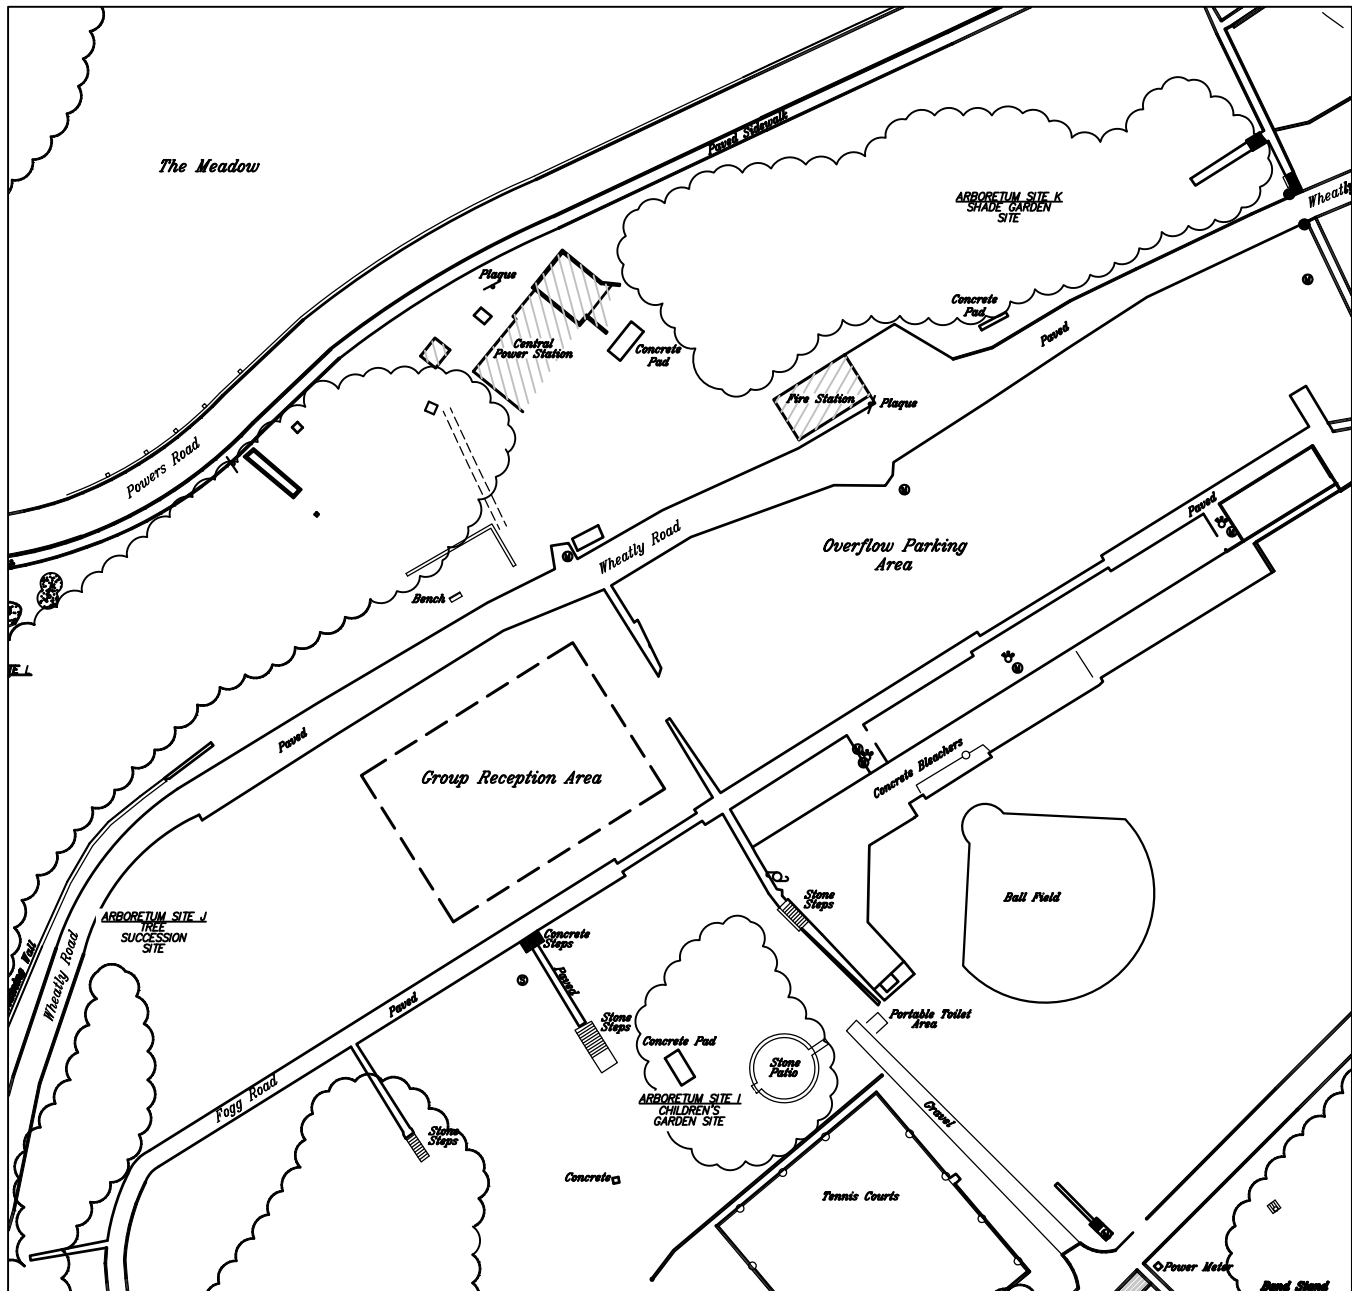 Paved Sidewalk
The Meadow
ARBORETUM SITE K
SHADE GARDEN
SITE
Wheatly
Plaque
Concrete
Pad
Paved
Central
Power Station
Concrete
Pad
Fire Station
Plaque
Powers Road
Paved
Wheatly Road
Overflow Parking
Area
Bench
Paved
Group Reception Area
Concrete Bleachers
Ball Field
Stone
Steps
ARBORETUM SITE J
TREE
SUCCESSION
SITE
Wheatly Road
Concrete
Steps
Paved
Paved
Stone
Steps
Portable Toilet
Area
Concrete Pad
Stone
Patio
ARBORETUM SITE I
CHILDREN'S
GARDEN SITE
Fogg Road
Gravel
Stone
Steps
Concrete
Tennis Courts
Power Meter
Band Stand